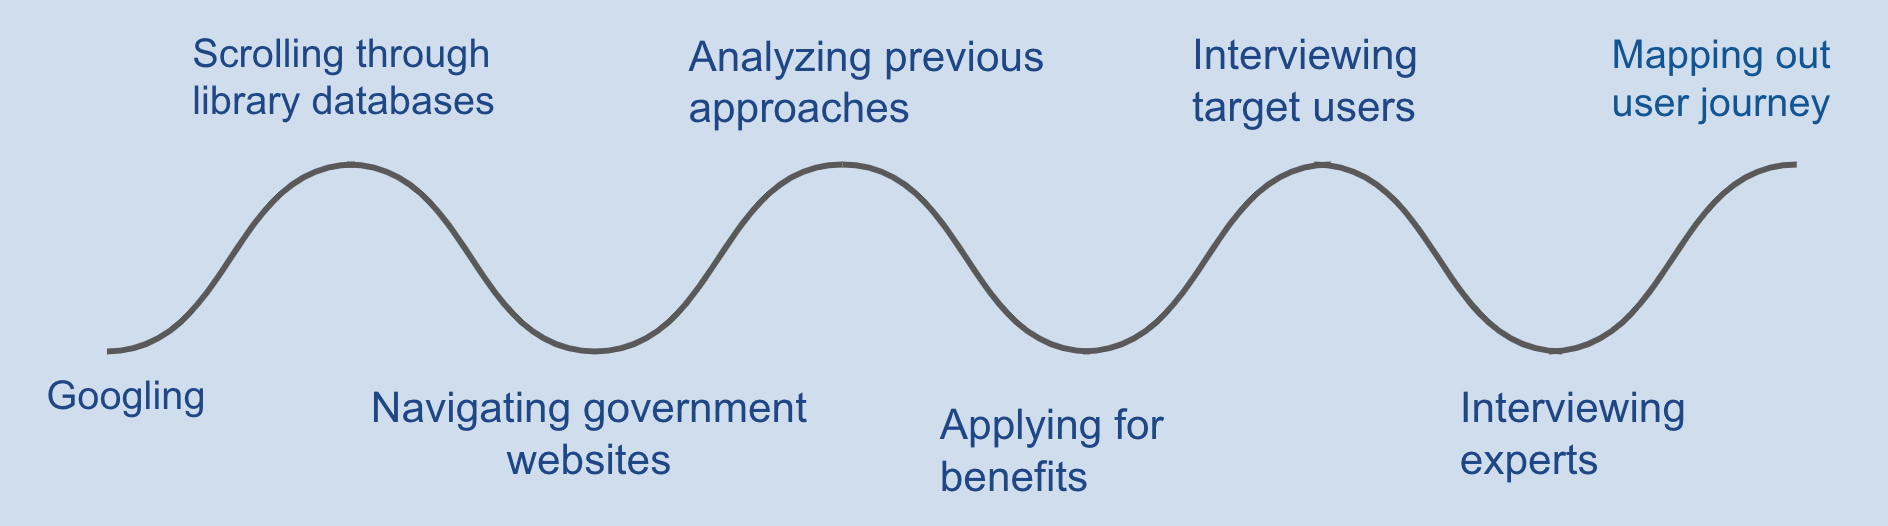 Scrolling through
library databases
Analyzing previous
approaches
Interviewing
target users
Mapping out
user journey
Googling
Navigating government
websites
Applying for
benefits
Interviewing
experts